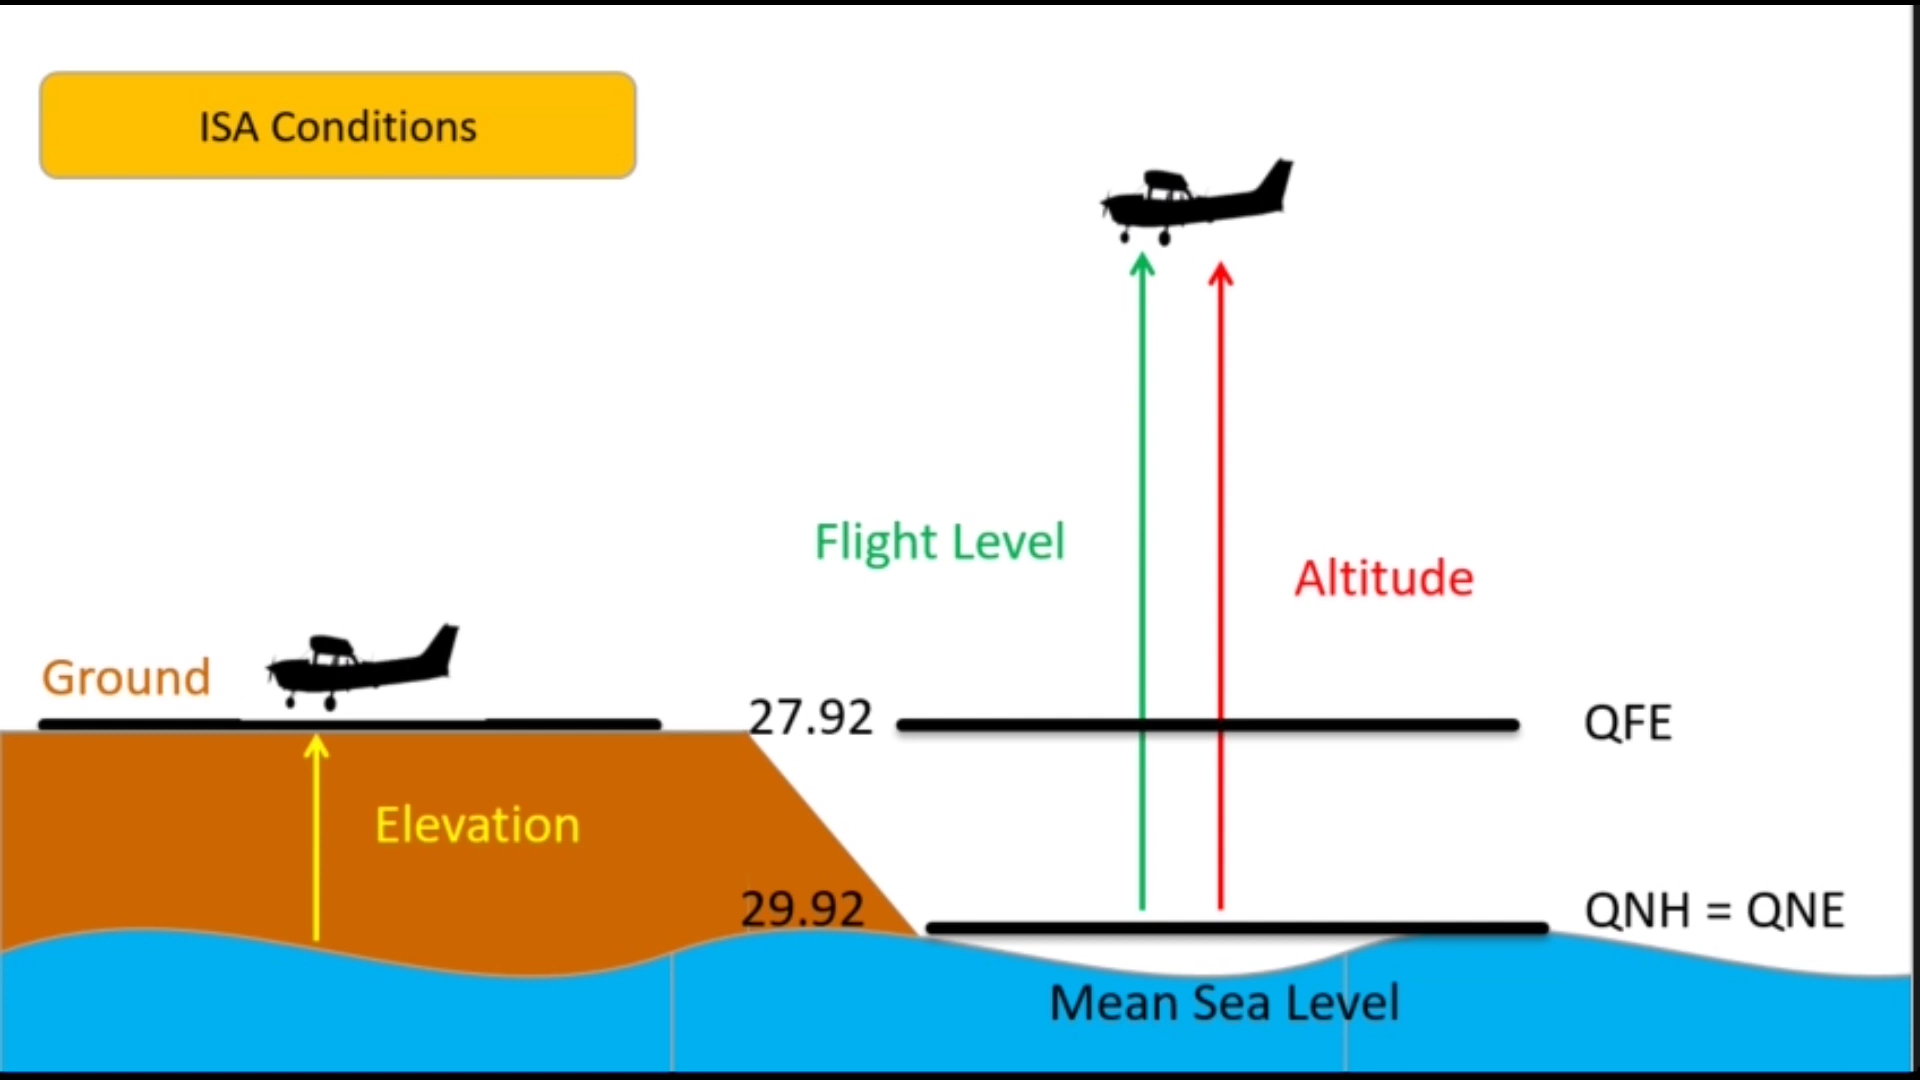 ISA Conditions
Flight Level
Altitude
Ground
27.92
QFE
Elevation
29.92
QNH = QNE
Mean Sea Level